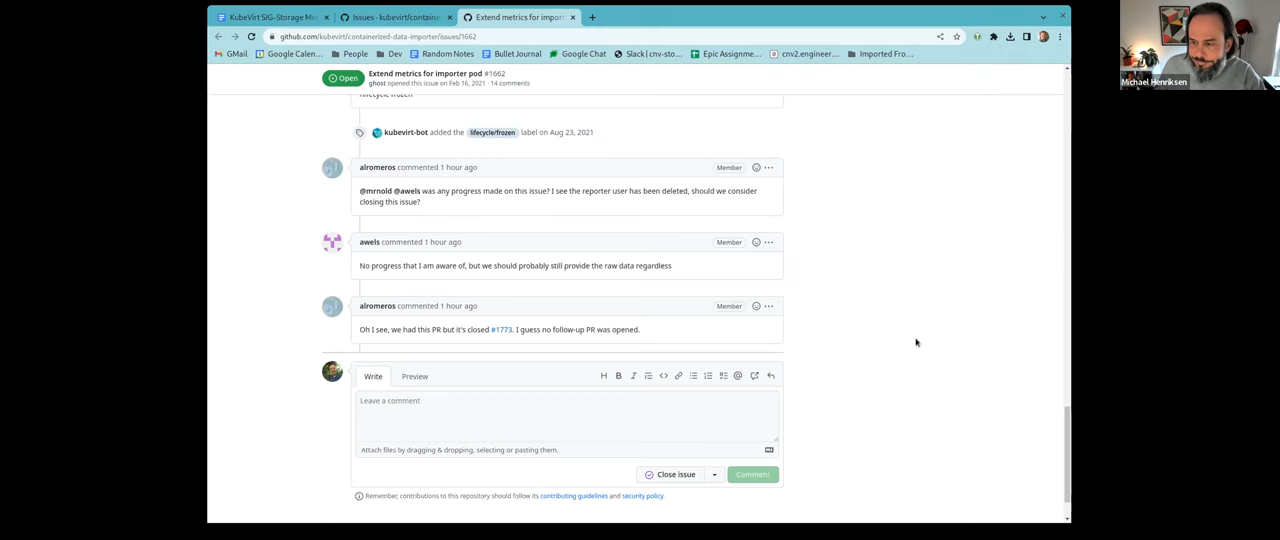 KubeVirt SIG-Storage Me
Issues · kubevirt/containe
Extend metrics for impor
github.com/kubevirt/containerized-data-importer/issues/1662
GMail
Google Calen...
People
Dev
Random Notes
Bullet Journal
Google Chat
Slack | cnv-sto...
Epic Assignme...
cnv2.engineer...
Imported Fro...
Open
Extend metrics for importer pod #1662
ghost opened this issue on Feb 16, 2021 · 14 comments
lifecycle frozen
kubevirt-bot added the lifecycle/frozen label on Aug 23, 2021
alromeros commented 1 hour ago
Member
@mrnold @awels was any progress made on this issue? I see the reporter user has been deleted, should we consider
closing this issue?
awels commented 1 hour ago
Member
No progress that I am aware of, but we should probably still provide the raw data regardless
alromeros commented 1 hour ago
Member
Oh I see, we had this PR but it's closed #1773. I guess no follow-up PR was opened.
Write
Preview
Leave a comment
Attach files by dragging & dropping, selecting or pasting them.
Close issue
Comment
Remember, contributions to this repository should follow its contributing guidelines and security policy.
Michael Henriksen